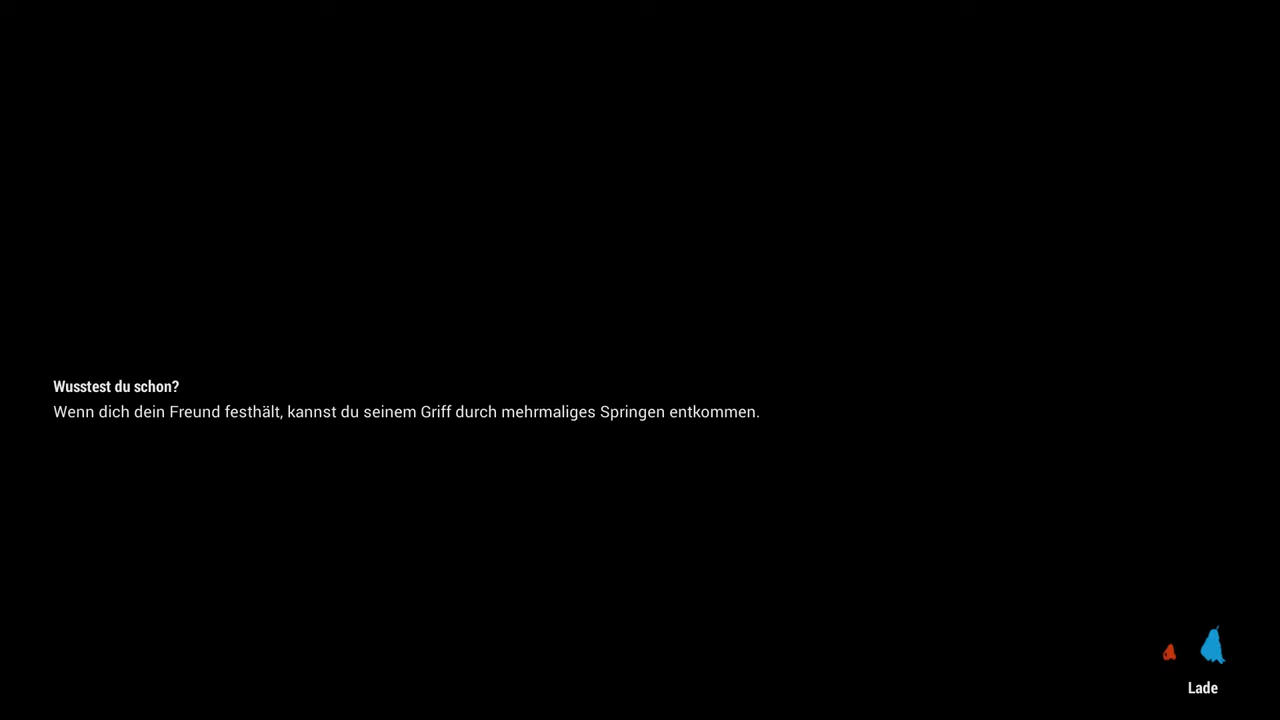 Wusstest du schon?
Wenn dich dein Freund festhält, kannst du seinem Griff durch mehrmaliges Springen entkommen.
Lade